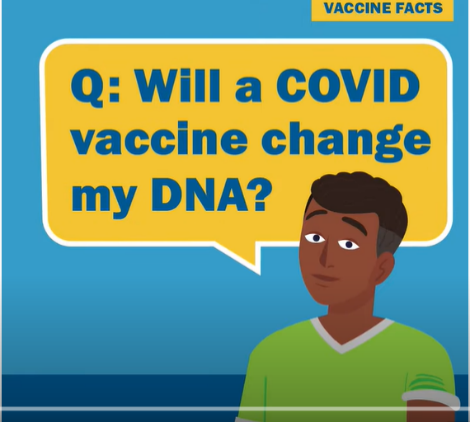 VACCINE FACTS
Q: Will a COVID
vaccine change
my DNA?